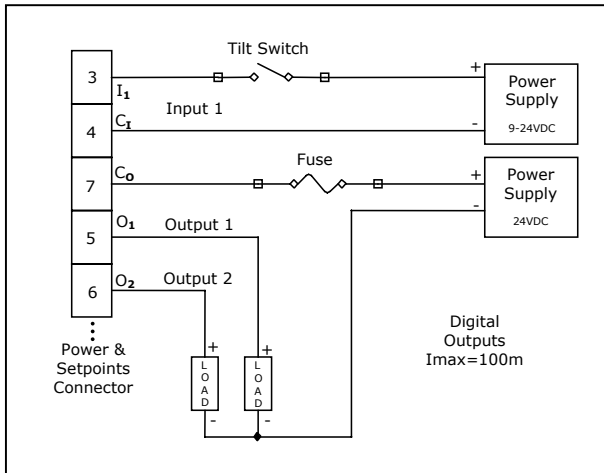 Tilt Switch
3
I1
+
Power
Supply
9-24VDC
4
CI
Input 1
-
Fuse
7
CO
+
Power
Supply
24VDC
-
5
O1
Output 1
6
O2
Output 2
Power &
Setpoints
Connector
+
LOAD
-
+
LOAD
-
Digital
Outputs
Imax=100m